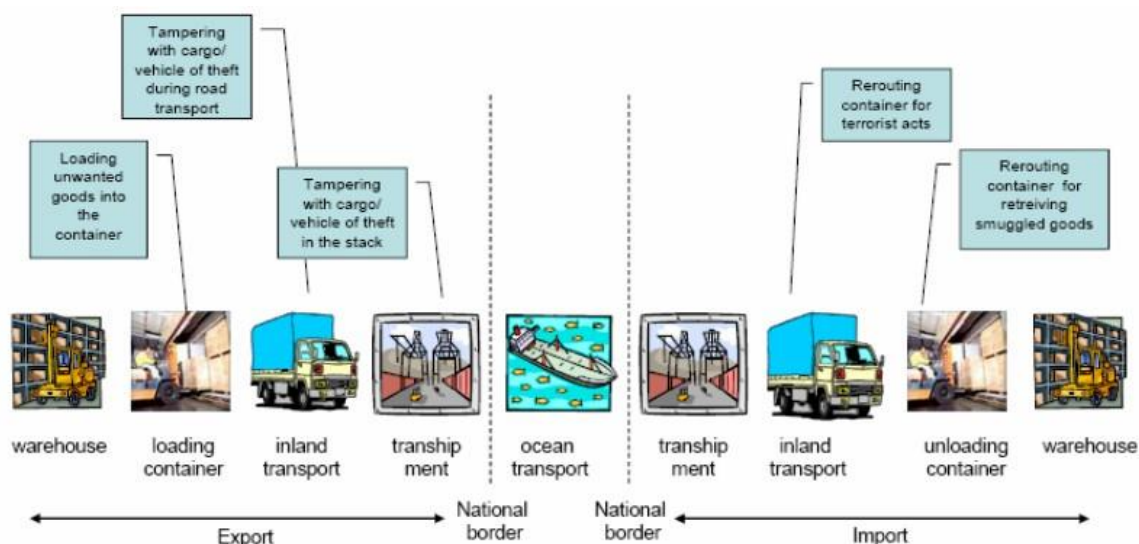 Tampering
with cargo/
vehicle of theft
during road
transport
Loading
unwanted
goods into
the
container
Tampering
with cargo/
vehicle of theft
in the stack
Rerouting
container for
terrorist acts
Rerouting
container for
retreiving
smuggled goods
warehouse
loading
container
inland
transport
tranship
ment
ocean
transport
tranship
ment
inland
transport
unloading
container
warehouse
Export
National
border
National
border
Import